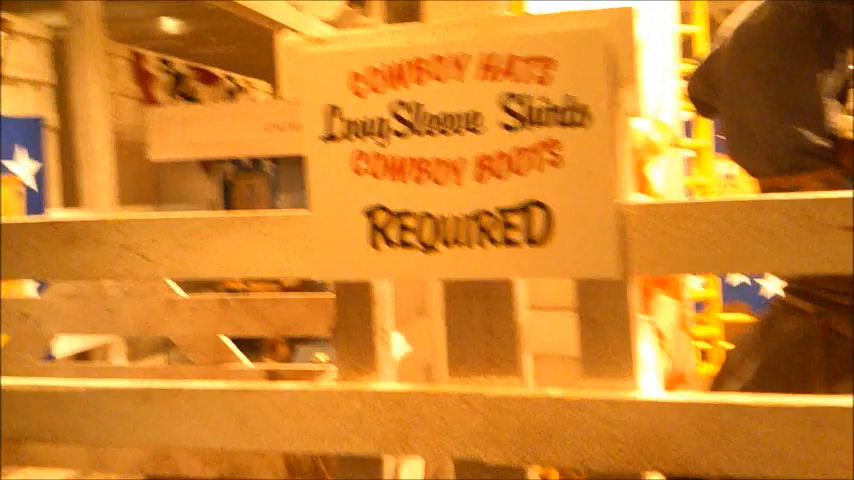 COWBOY HATS
Long Sleeve Shirts
COWBOY BOOTS
REQUIRED